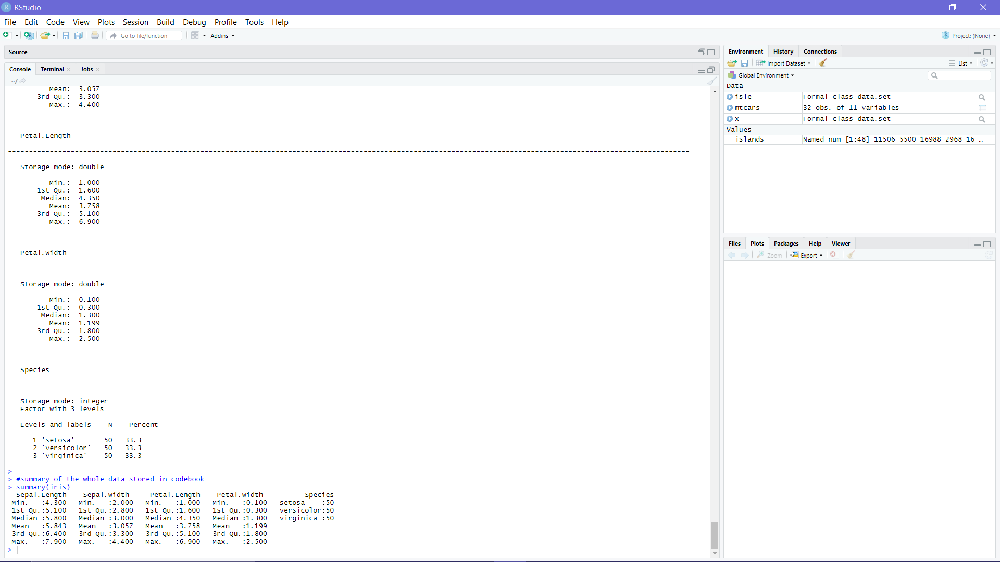 RStudio
File Edit Code View Plots Session Build Debug Profile Tools Help
Go to file/function Addins Project: (None)
Source
Console Terminal Jobs
~/
Mean: 3.057
3rd Qu.: 3.300
Max.: 4.400
====================================================================================================================================================================
Petal.Length
--------------------------------------------------------------------------------------------------------------------------------------------------------------------
Storage mode: double
Min.: 1.000
1st Qu.: 1.600
Median: 4.350
Mean: 3.758
3rd Qu.: 5.100
Max.: 6.900
====================================================================================================================================================================
Petal.Width
--------------------------------------------------------------------------------------------------------------------------------------------------------------------
Storage mode: double
Min.: 0.100
1st Qu.: 0.300
Median: 1.300
Mean: 1.199
3rd Qu.: 1.800
Max.: 2.500
====================================================================================================================================================================
Species
--------------------------------------------------------------------------------------------------------------------------------------------------------------------
Storage mode: integer
Factor with 3 levels
Levels and labels N Percent
1 'setosa' 50 33.3
2 'versicolor' 50 33.3
3 'virginica' 50 33.3
>
> #summary of the whole data stored in codebook
> summary(iris)
Sepal.Length Sepal.Width Petal.Length Petal.Width Species
Min. :4.300 Min. :2.000 Min. :1.000 Min. :0.100 setosa :50
1st Qu.:5.100 1st Qu.:2.800 1st Qu.:1.600 1st Qu.:0.300 versicolor:50
Median :5.800 Median :3.000 Median :4.350 Median :1.300 virginica :50
Mean :5.843 Mean :3.057 Mean :3.758 Mean :1.199
3rd Qu.:6.400 3rd Qu.:3.300 3rd Qu.:5.100 3rd Qu.:1.800
Max. :7.900 Max. :4.400 Max. :6.900 Max. :2.500
>
Environment History Connections
Import Dataset List
Global Environment
Data
isle Formal class data.set
mtcars 32 obs. of 11 variables
x Formal class data.set
Values
islands Named num [1:48] 11506 5500 16988 2968 16 …
Files Plots Packages Help Viewer
Zoom Export